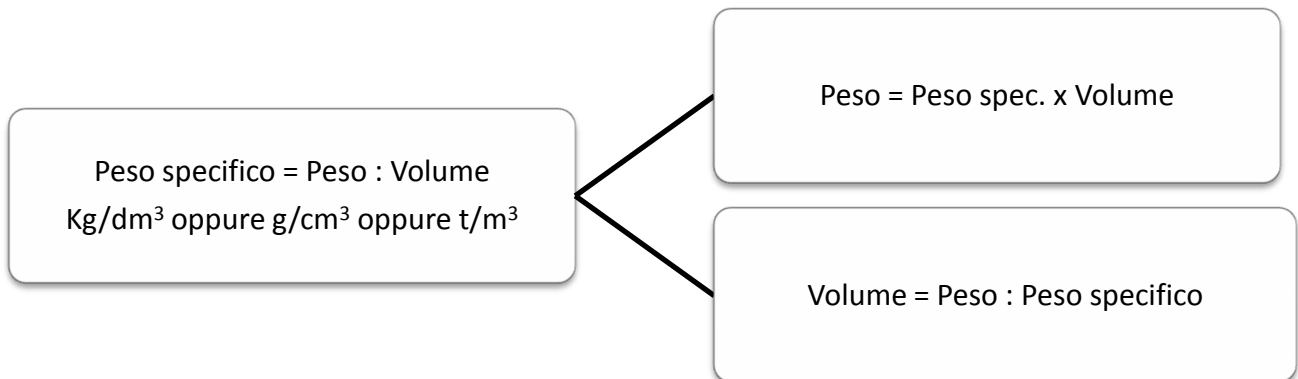 Peso specifico = Peso : Volume
Kg/dm³ oppure g/cm³ oppure t/m³
Peso = Peso spec. x Volume
Volume = Peso : Peso specifico